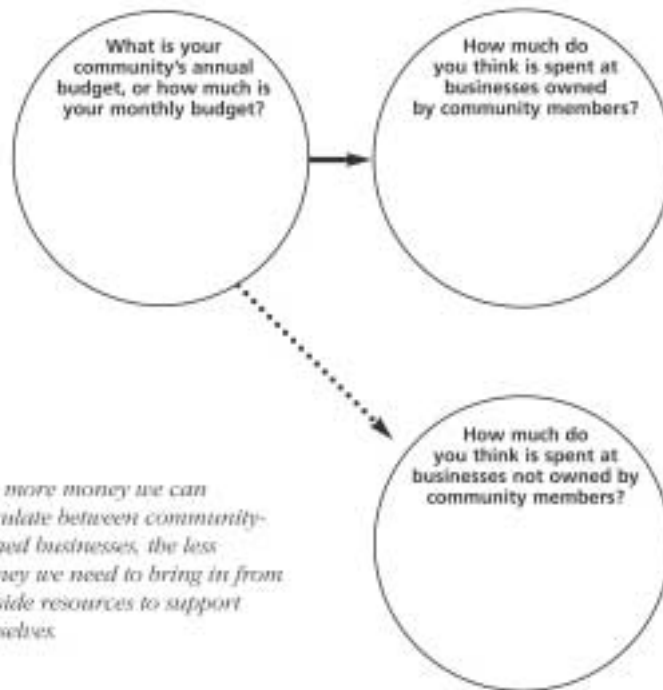 What is your
community's annual
budget, or how much is
your monthly budget?
How much do
you think is spent at
businesses owned
by community members?
How much do
you think is spent at
businesses not owned by
community members?
more money we can
ulate between community-
ned businesses, the less
ney we need to bring in from
side resources to support
selves.